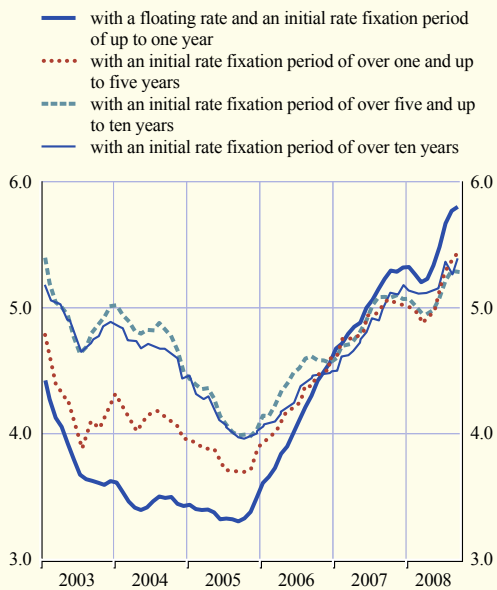 with a floating rate and an initial rate fixation period
of up to one year
with an initial rate fixation period of over one and up
to five years
with an initial rate fixation period of over five and up
to ten years
with an initial rate fixation period of over ten years
6.0 6.0
5.0 5.0
4.0 4.0
3.0 3.0
2003 2004 2005 2006 2007 2008